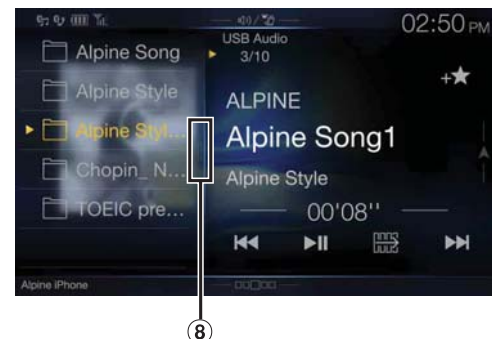 02:50 PM
Alpine Song
Alpine Style
Alpine Styl...
Chopin_ N...
TOEIC pre...
USB Audio
3/10
ALPINE
Alpine Song1
Alpine Style
00'08''
Alpine iPhone
8